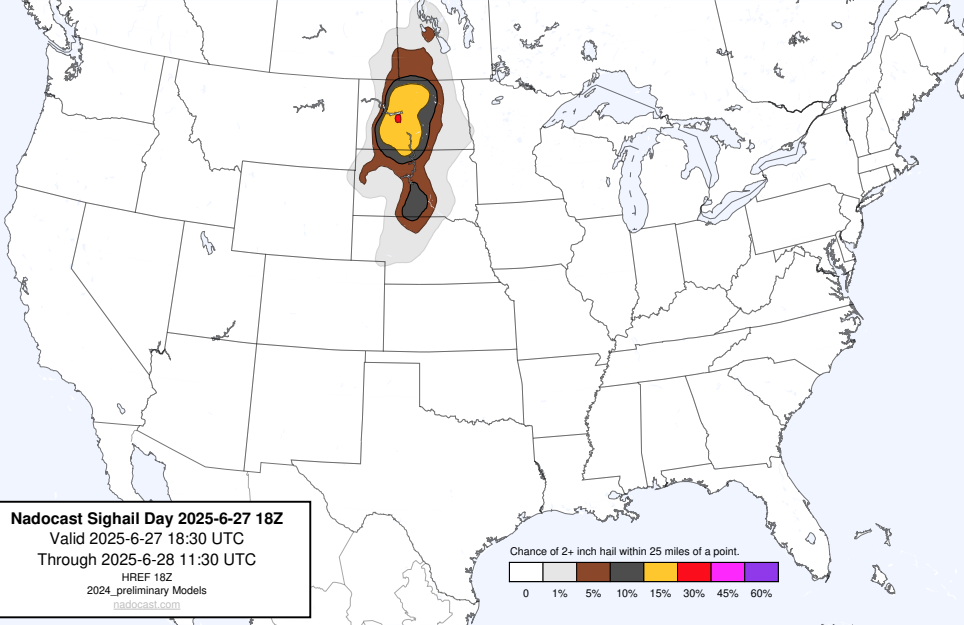 Nadocast Sighail Day 2025-6-27 18Z
Valid 2025-6-27 18:30 UTC
Through 2025-6-28 11:30 UTC
HREF 18Z
2024_preliminary Models
nadocast.com
Chance of 2+ inch hail within 25 miles of a point.
0 1% 5% 10% 15% 30% 45% 60%